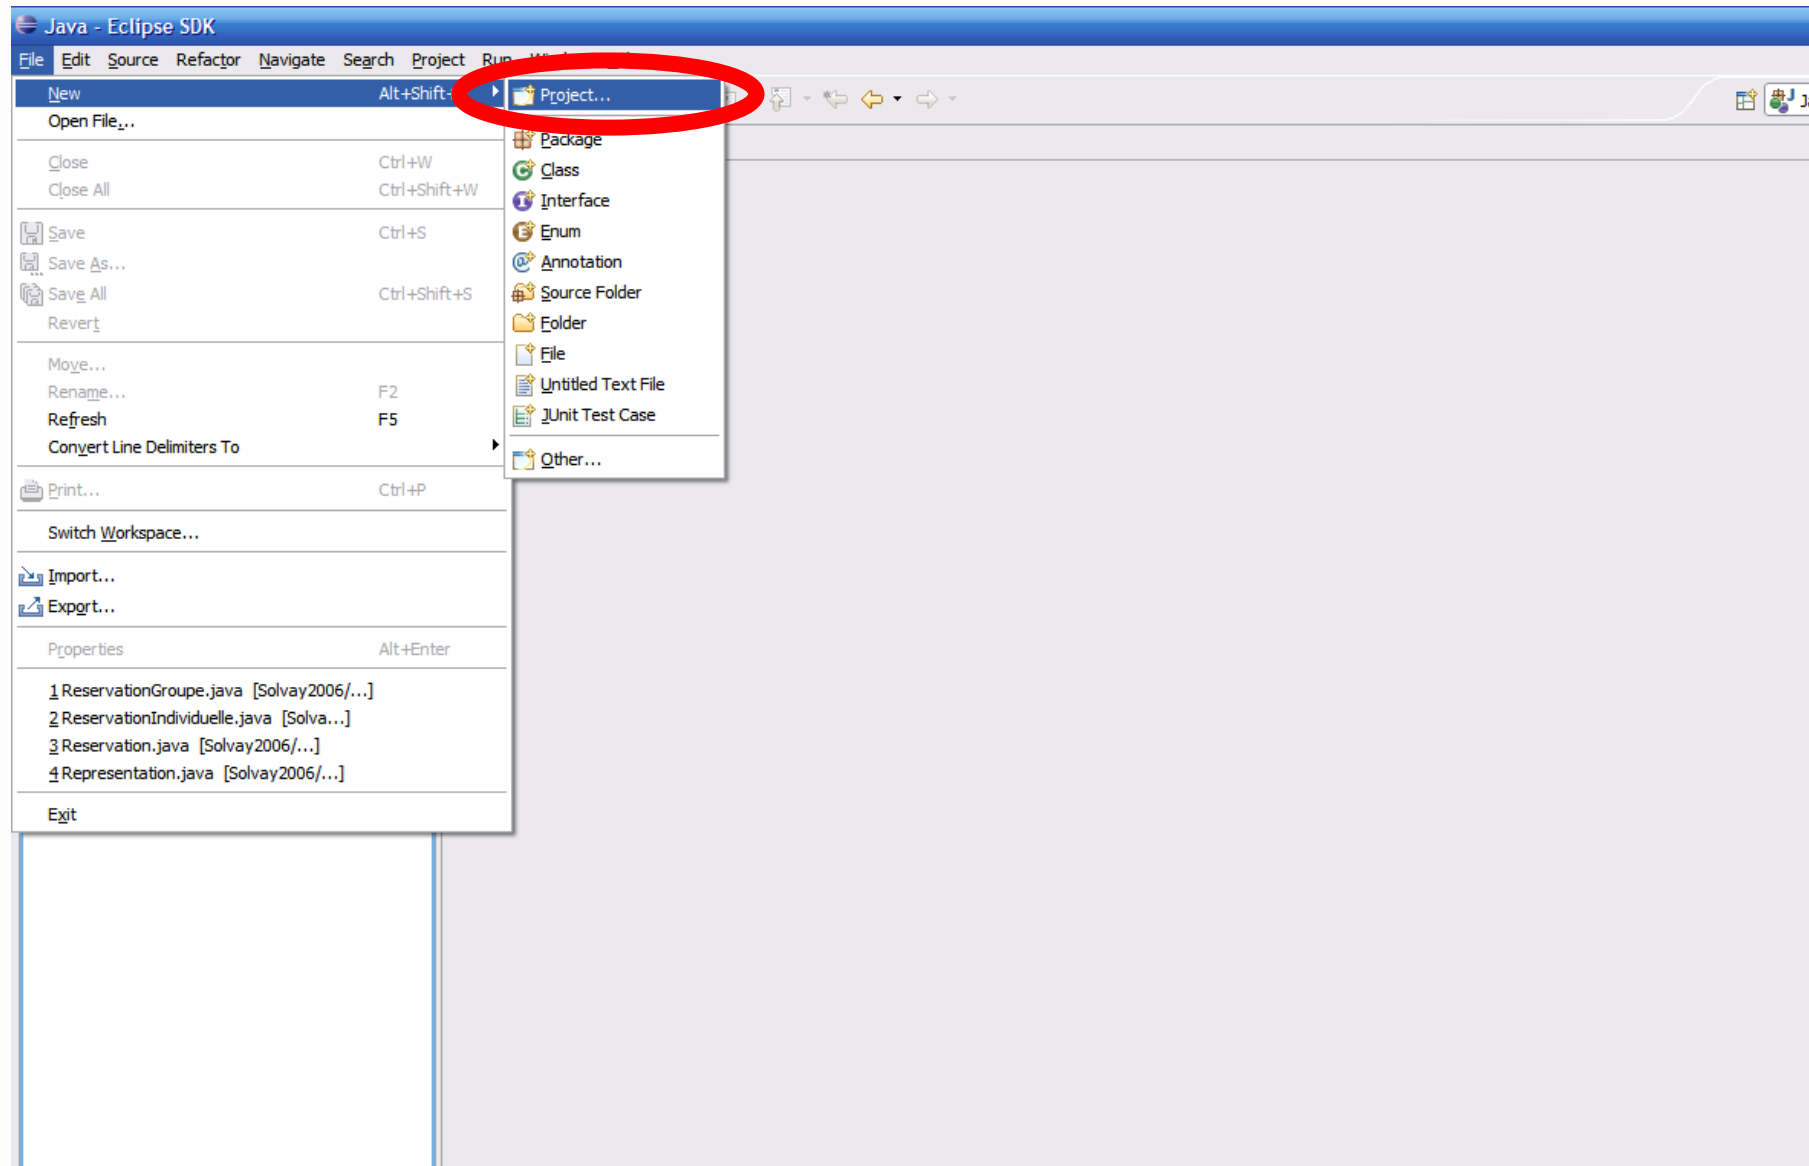 Java - Eclipse SDK
File Edit Source Refactor Navigate Search Project Run
New Alt+Shift+
Open File...
Close Ctrl+W
Close All Ctrl+Shift+W
Save Ctrl+S
Save As...
Save All Ctrl+Shift+S
Revert
Move...
Rename... F2
Refresh F5
Convert Line Delimiters To
Print... Ctrl+P
Switch Workspace...
Import...
Export...
Properties Alt+Enter
1 ReservationGroupe.java [Solvay2006/...]
2 ReservationIndividuelle.java [Solva...]
3 Reservation.java [Solvay2006/...]
4 Representation.java [Solvay2006/...]
Exit
Project...
Package
Class
Interface
Enum
Annotation
Source Folder
Folder
File
Untitled Text File
JUnit Test Case
Other...